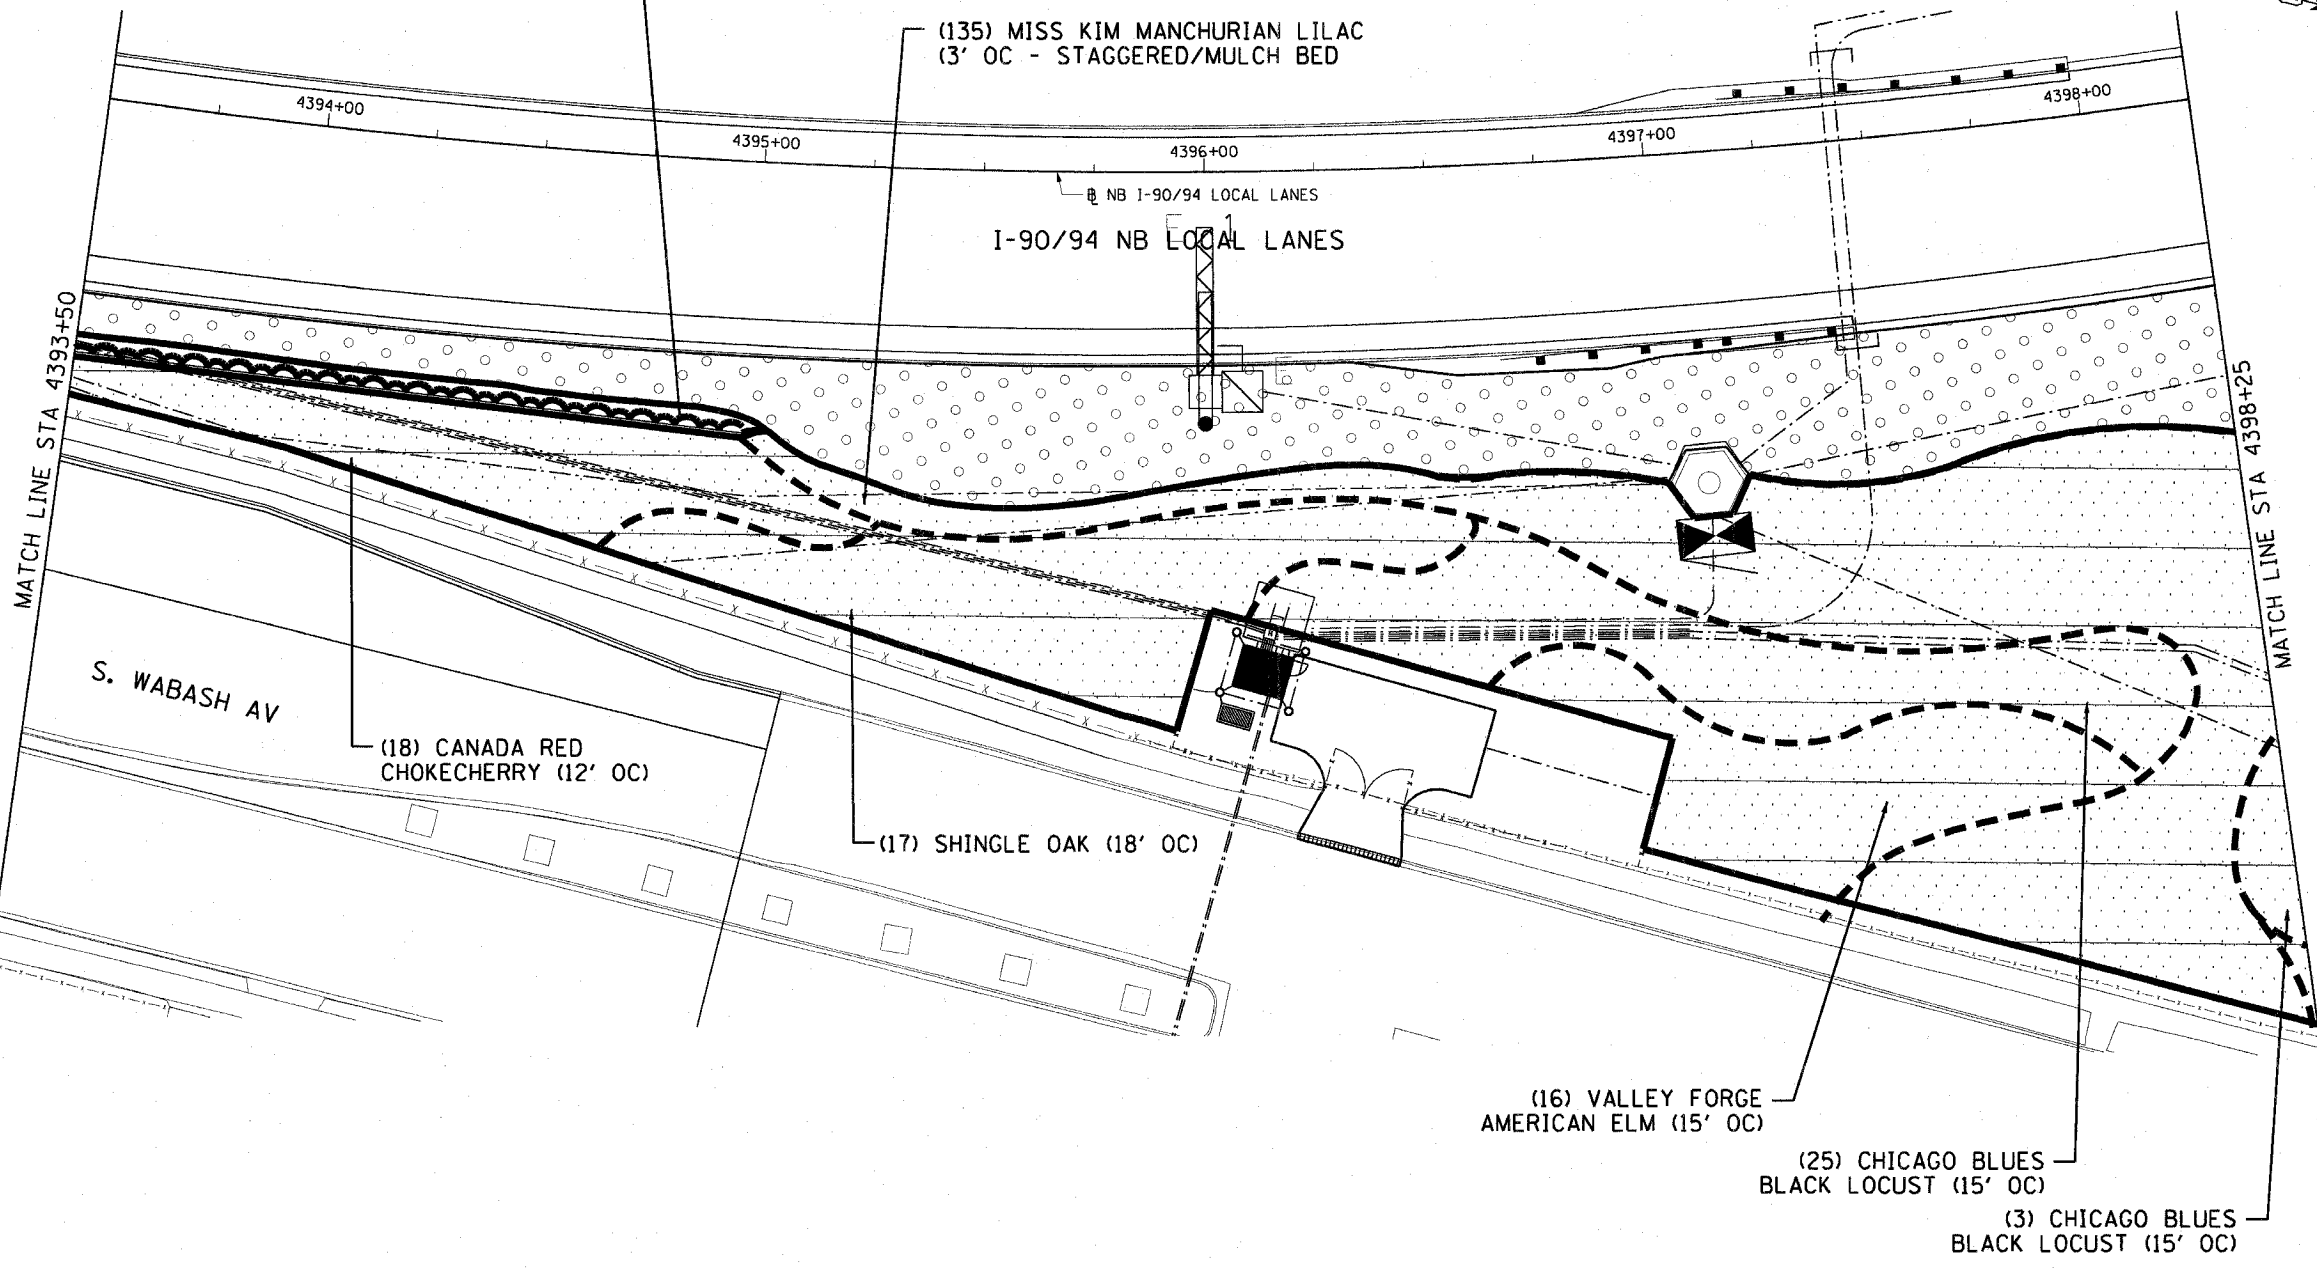 (135) MISS KIM MANCHURIAN LILAC
(3' OC - STAGGERED/MULCH BED
4394+00
4395+00
4396+00
4397+00
4398+00
NB I-90/94 LOCAL LANES
I-90/94 NB LOCAL LANES
MATCH LINE STA 4393+50
MATCH LINE STA 4398+25
S. WABASH AV
(18) CANADA RED
CHOKECHERRY (12' OC)
(17) SHINGLE OAK (18' OC)
(16) VALLEY FORGE
AMERICAN ELM (15' OC)
(25) CHICAGO BLUES
BLACK LOCUST (15' OC)
(3) CHICAGO BLUES
BLACK LOCUST (15' OC)